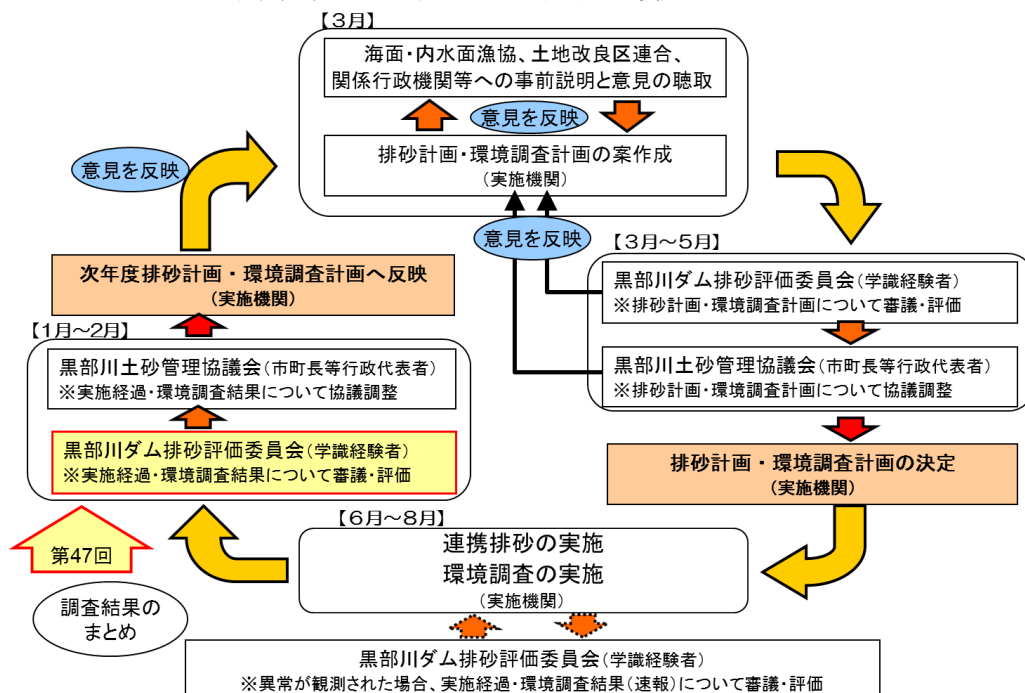 【3月】
海面・内水面漁協、土地改良区連合、
関係行政機関等への事前説明と意見の聴取
意見を反映
排砂計画・環境調査計画の案作成
(実施機関)
意見を反映
意見を反映
【3月～5月】
黒部川ダム排砂評価委員会(学識経験者)
※排砂計画・環境調査計画について審議・評価
黒部川土砂管理協議会(市町長等行政代表者)
※排砂計画・環境調査計画について協議調整
排砂計画・環境調査計画の決定
(実施機関)
次年度排砂計画・環境調査計画へ反映
(実施機関)
【1月～2月】
黒部川土砂管理協議会(市町長等行政代表者)
※実施経過・環境調査結果について協議調整
黒部川ダム排砂評価委員会(学識経験者)
※実施経過・環境調査結果について審議・評価
第47回
調査結果の
まとめ
【6月～8月】
連携排砂の実施
環境調査の実施
(実施機関)
黒部川ダム排砂評価委員会(学識経験者)
※異常が観測された場合、実施経過・環境調査結果(速報)について審議・評価